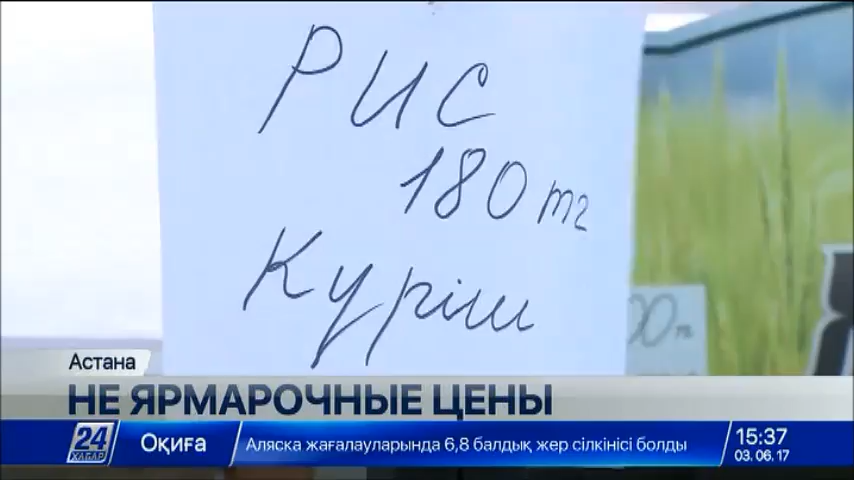 Рис
180 тг
Күріш
00 т
Астана
НЕ ЯРМАРОЧНЫЕ ЦЕНЫ
24
ХАБАР
Оқиға
Аляска жағалауларында 6,8 балдық жер сілкінісі болды
15:37
03.06.17